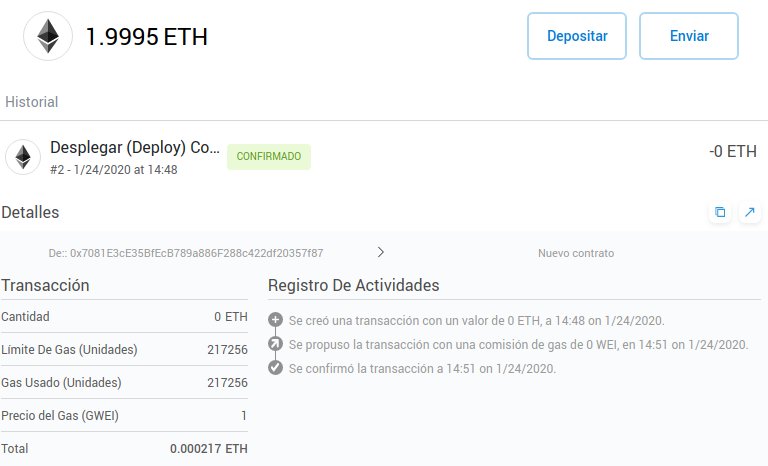 1.9995 ETH
Depositar
Enviar
Historial
Desplegar (Deploy) Co...
CONFIRMADO
-0 ETH
#2 - 1/24/2020 at 14:48
Detalles
De:: 0x7081E3cE35BfEcB789a886F288c422df20357f87
Nuevo contrato
Transacción
Cantidad 0 ETH
Límite De Gas (Unidades) 217256
Gas Usado (Unidades) 217256
Precio del Gas (GWEI) 1
Total 0.000217 ETH
Registro De Actividades
Se creó una transacción con un valor de 0 ETH, a 14:48 on 1/24/2020.
Se propuso la transacción con una comisión de gas de 0 WEI, en 14:51 on 1/24/2020.
Se confirmó la transacción a 14:51 on 1/24/2020.